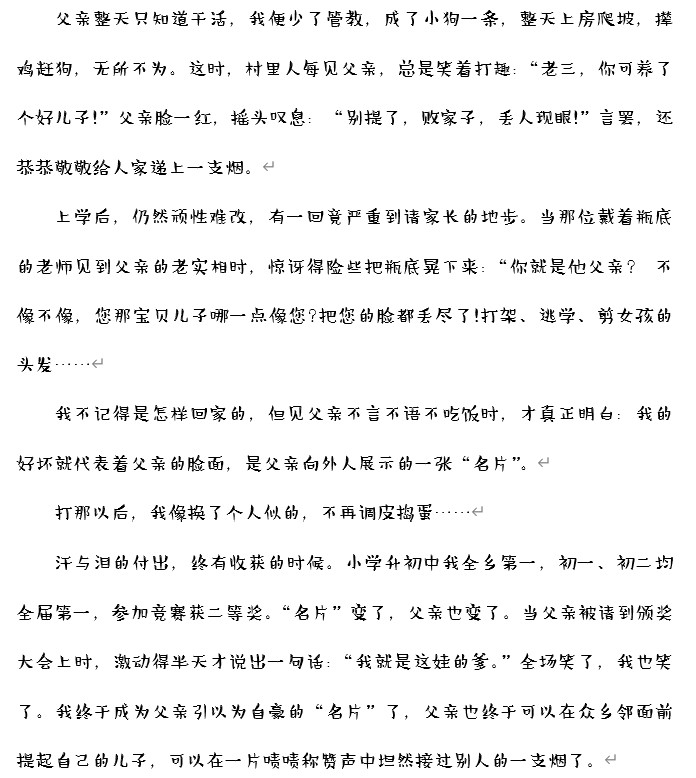 父亲整天只知道干活，我便少了管教，成了小狗一条，整天上房爬坡，撵
鸡赶狗，无所不为。这时，村里人每见父亲，总是笑着打趣：“老三，你可养了
个好儿子！”父亲脸一红，摇头叹息：“别提了，败家子，丢人现眼！”言罢，还
恭恭敬敬给人家递上一支烟。↵
上学后，仍然顽性难改，有一回竟严重到请家长的地步。当那位戴着瓶底
的老师见到父亲的老实相时，惊讶得险些把瓶底晃下来：“你就是他父亲？ 不
像不像，您那宝贝儿子哪一点像您？把您的脸都丢尽了！打架、逃学、剪女孩的
头发……↵
我不记得是怎样回家的，但见父亲不言不语不吃饭时，才真正明白：我的
好坏就代表着父亲的脸面，是父亲向外人展示的一张“名片”。↵
打那以后，我像换了个人似的，不再调皮捣蛋……↵
汗与泪的付出，终有收获的时候。小学升初中我全乡第一，初一、初二均
全届第一，参加竞赛获二等奖。“名片”变了，父亲也变了。当父亲被请到颁奖
大会上时，激动得半天才说出一句话：“我就是这娃的爹。”全场笑了，我也笑
了。我终于成为父亲引以为自豪的“名片”了，父亲也终于可以在众乡邻面前
提起自己的儿子，可以在一片啧啧称赞声中坦然接过别人的一支烟了。↵